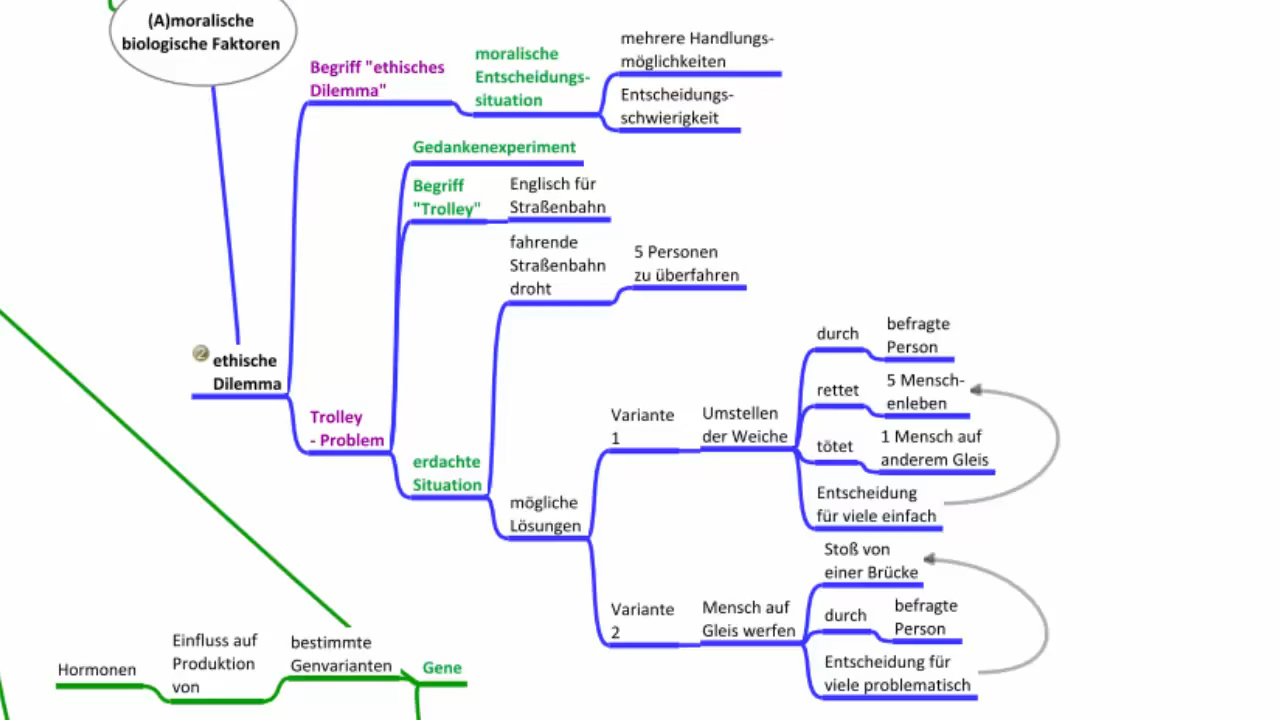 (A)moralische
biologische Faktoren
Begriff "ethisches
Dilemma"
moralische
Entscheidungs-
situation
mehrere Handlungs-
möglichkeiten
Entscheidungs-
schwierigkeit
Gedankenexperiment
Begriff
"Trolley"
Englisch für
Straßenbahn
fahrende
Straßenbahn
droht
5 Personen
zu überfahren
2
ethische
Dilemma
Trolley
- Problem
erdachte
Situation
mögliche
Lösungen
Variante
1
Umstellen
der Weiche
durch
befragte
Person
rettet
5 Mensch-
enleben
tötet
1 Mensch auf
anderem Gleis
Entscheidung
für viele einfach
Variante
2
Mensch auf
Gleis werfen
Stoß von
einer Brücke
durch
befragte
Person
Entscheidung für
viele problematisch
Hormonen
Einfluss auf
Produktion
von
bestimmte
Genvarianten
Gene